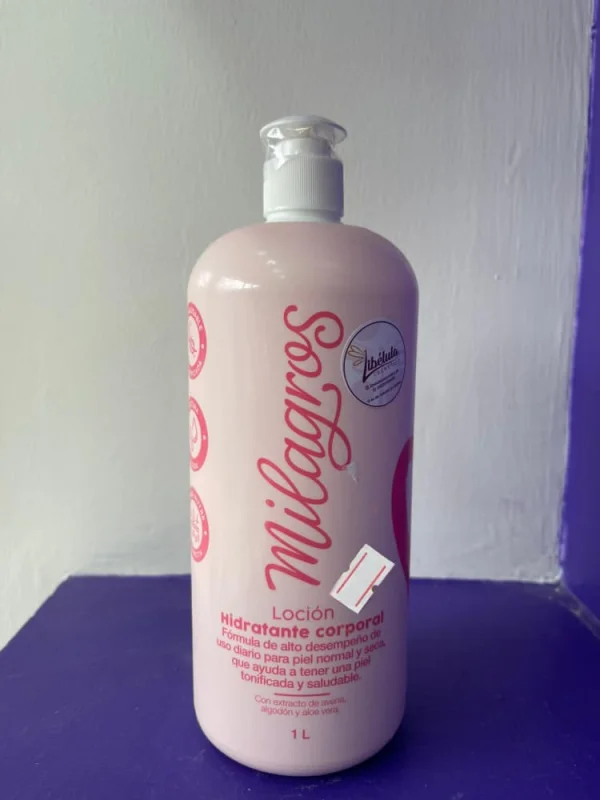 Milagros
Libélula
Loción
Hidratante corporal
Fórmula de alto desempeño de
uso diario para piel normal y seca,
que ayuda a tener una piel
tonificada y saludable.
Con extracto de avena,
algodón y aloe vera.
1 L